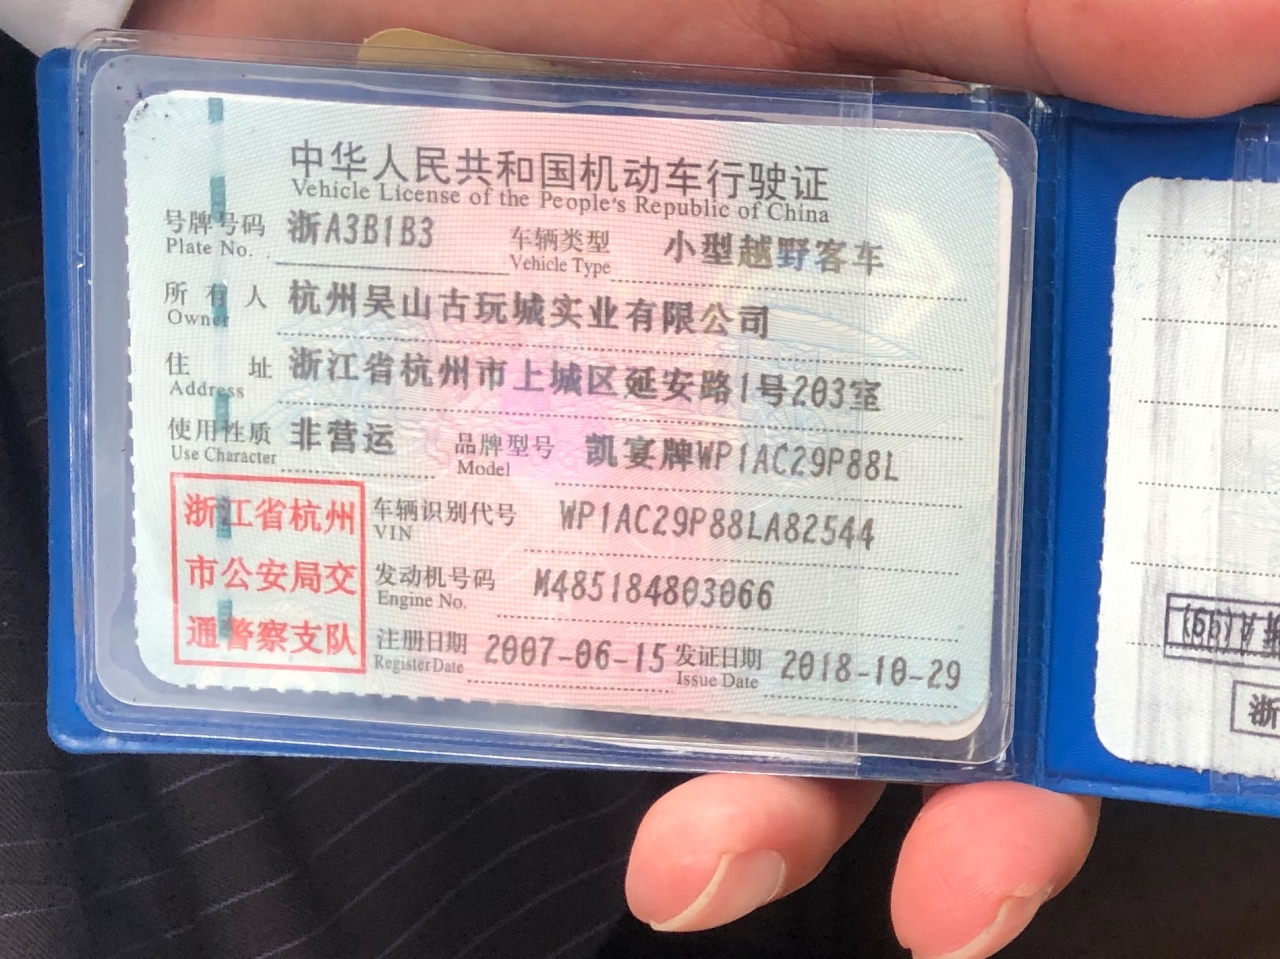 中华人民共和国机动车行驶证
Vehicle License of the People's Republic of China
号牌号码 浙A3B1B3 车辆类型 小型越野客车
Plate No. Vehicle Type
所有人 杭州吴山古玩城实业有限公司
Owner
住址 浙江省杭州市上城区延安路1号203室
Address
使用性质 非营运 品牌型号 凯宴牌WP1AC29P88L
Use Character Model
浙江省杭州
市公安局交
通警察支队
车辆识别代号 WP1AC29P88LA82544
VIN
发动机号码 M485184803066
Engine No.
注册日期 2007-06-15 发证日期 2018-10-29
Register Date Issue Date
浙